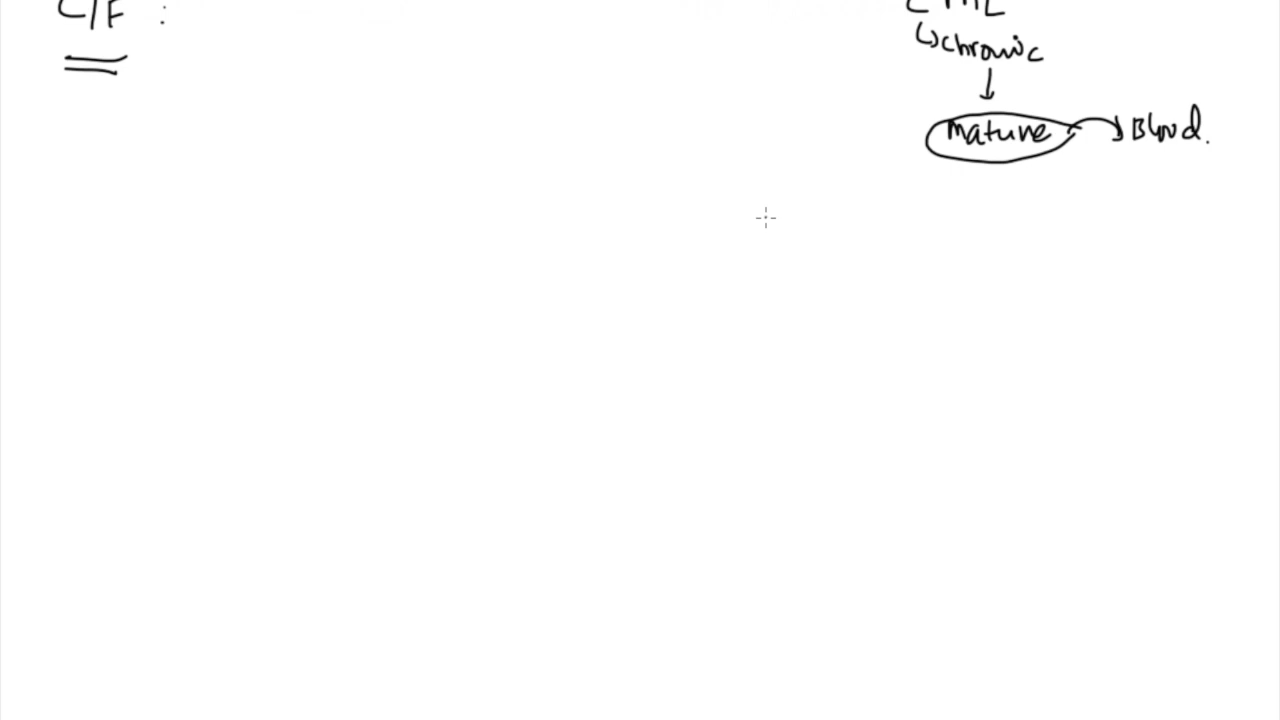 C/F :
CML
↳chronic
↓
mature → Blood.